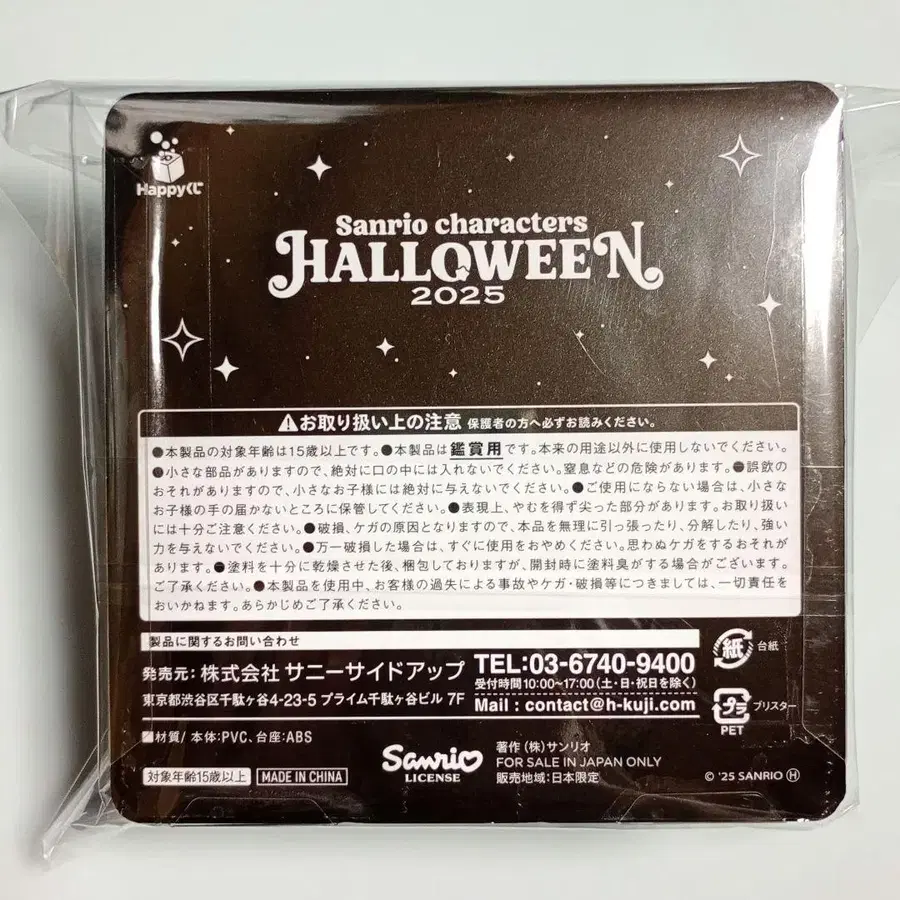 Happyくじ
Sanrio characters
HALLOWEEN
2025
⚠お取り扱い上の注意 保護者の方へ必ずお読みください。
●本製品の対象年齢は15歳以上です。●本製品は鑑賞用です。本来の用途以外に使用しないでください。
●小さな部品がありますので、絶対に口の中には入れないでください。窒息などの危険があります。●誤飲の
おそれがありますので、小さなお子様には絶対に与えないでください。●ご使用にならない場合は、小さな
お子様の手の届かないところに保管してください。●表現上、やむを得ず尖った部分があります。お取り扱い
には十分ご注意ください。●破損、ケガの原因となりますので、本品を無理に引っ張ったり、分解したり、強い
力を与えないでください。●万一破損した場合は、すぐに使用をおやめください。思わぬケガをするおそれが
あります。●塗料を十分に乾燥させた後、梱包しておりますが、開封時に塗料臭がする場合がございます。
ご了承ください。●本製品を使用中、お客様の過失による事故やケガ・破損等につきましては、一切責任を
おいかねます。あらかじめご了承ください。
製品に関するお問い合わせ
発売元:株式会社 サニーサイドアップ
東京都渋谷区千駄ヶ谷4-23-5 プライム千駄ヶ谷ビル 7F
TEL:03-6740-9400
受付時間10:00~17:00(土・日・祝日を除く)
Mail : contact@h-kuji.com
紙 台紙
プラ ブリスター
PET
■材質/ 本体:PVC、台座:ABS
対象年齢15歳以上 MADE IN CHINA
Sanrio
LICENSE
著作 (株)サンリオ
FOR SALE IN JAPAN ONLY
販売地域:日本限定
© '25 SANRIO Ⓗ